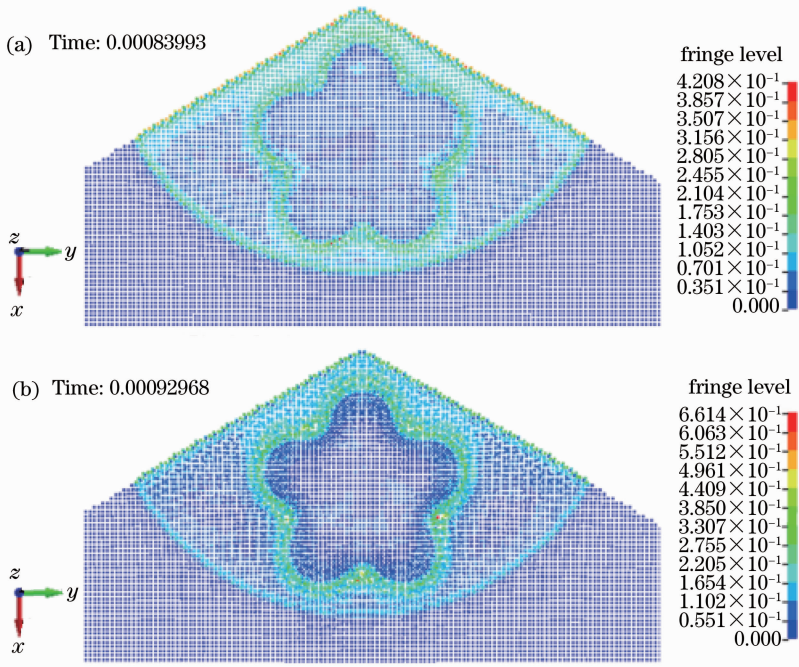 (a) Time: 0.00083993
fringe level
4.208×10⁻¹
3.857×10⁻¹
3.507×10⁻¹
3.156×10⁻¹
2.805×10⁻¹
2.455×10⁻¹
2.104×10⁻¹
1.753×10⁻¹
1.403×10⁻¹
1.052×10⁻¹
0.701×10⁻¹
0.351×10⁻¹
0.000
z
y
x
(b) Time: 0.00092968
fringe level
6.614×10⁻¹
6.063×10⁻¹
5.512×10⁻¹
4.961×10⁻¹
4.409×10⁻¹
3.850×10⁻¹
3.307×10⁻¹
2.755×10⁻¹
2.205×10⁻¹
1.654×10⁻¹
1.102×10⁻¹
0.551×10⁻¹
0.000
z
y
x